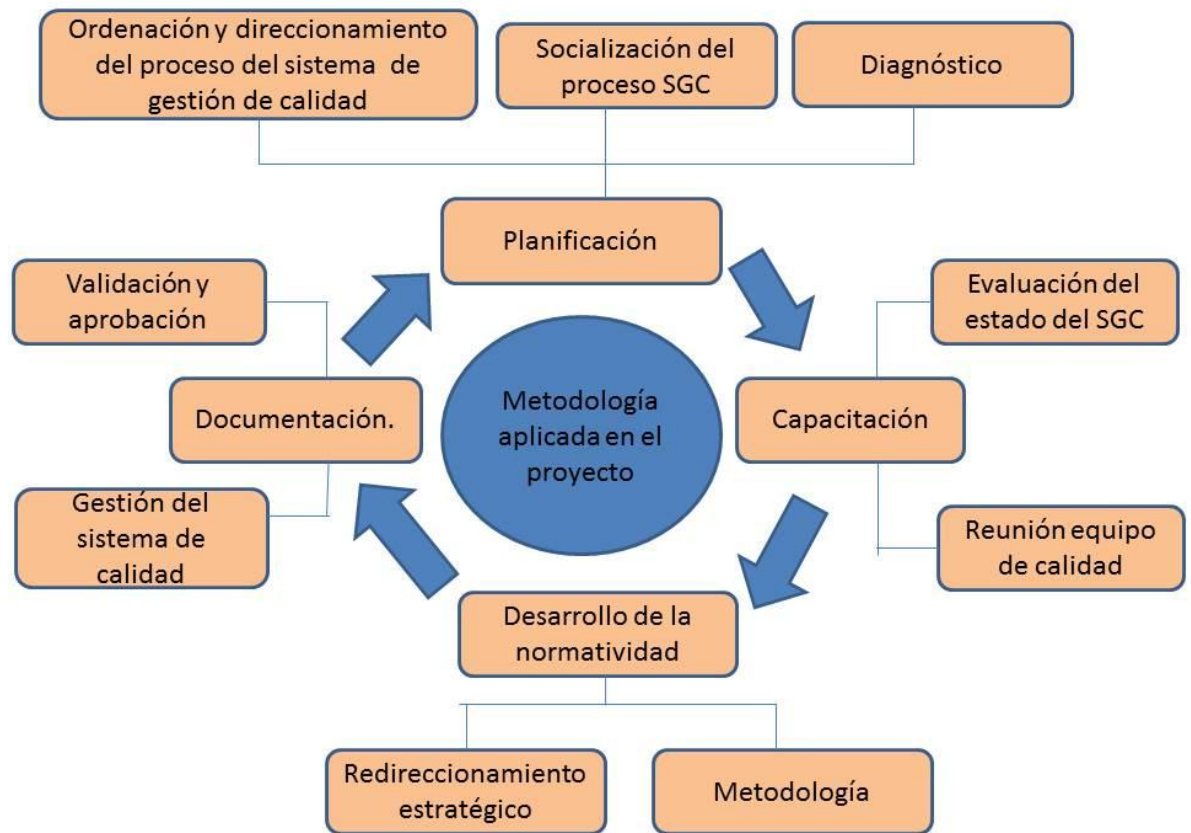 Ordenación y direccionamiento
del proceso del sistema de
gestión de calidad
Socialización del
proceso SGC
Diagnóstico
Planificación
Validación y
aprobación
Evaluación del
estado del SGC
Documentación.
Metodología
aplicada en el
proyecto
Capacitación
Gestión del
sistema de
calidad
Reunión equipo
de calidad
Desarrollo de la
normatividad
Redireccionamiento
estratégico
Metodología